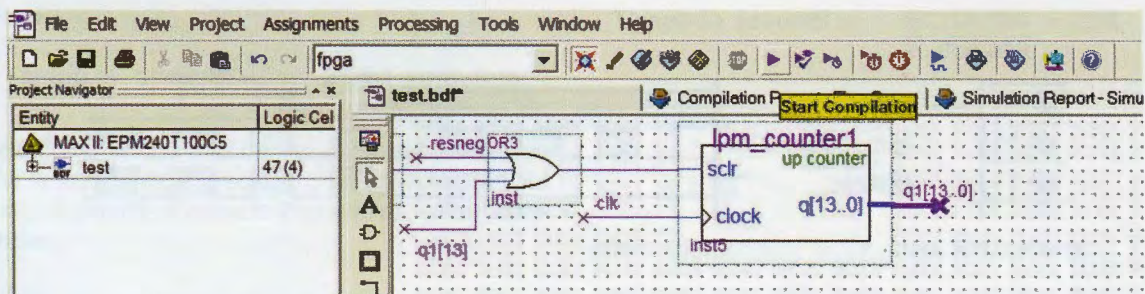 File Edit View Project Assignments Processing Tools Window Help
fpga
STOP
Project Navigator
Entity Logic Cel
MAX II: EPM240T100C5
test 47 (4)
BDF
test.bdf*
Compilation
Start Compilation
Simulation Report - Simu
resneg OR3
inst
clk
q1[13]
lpm_counter1
up counter
sclr
clock
q[13..0]
inst5
q1[13..0]
A